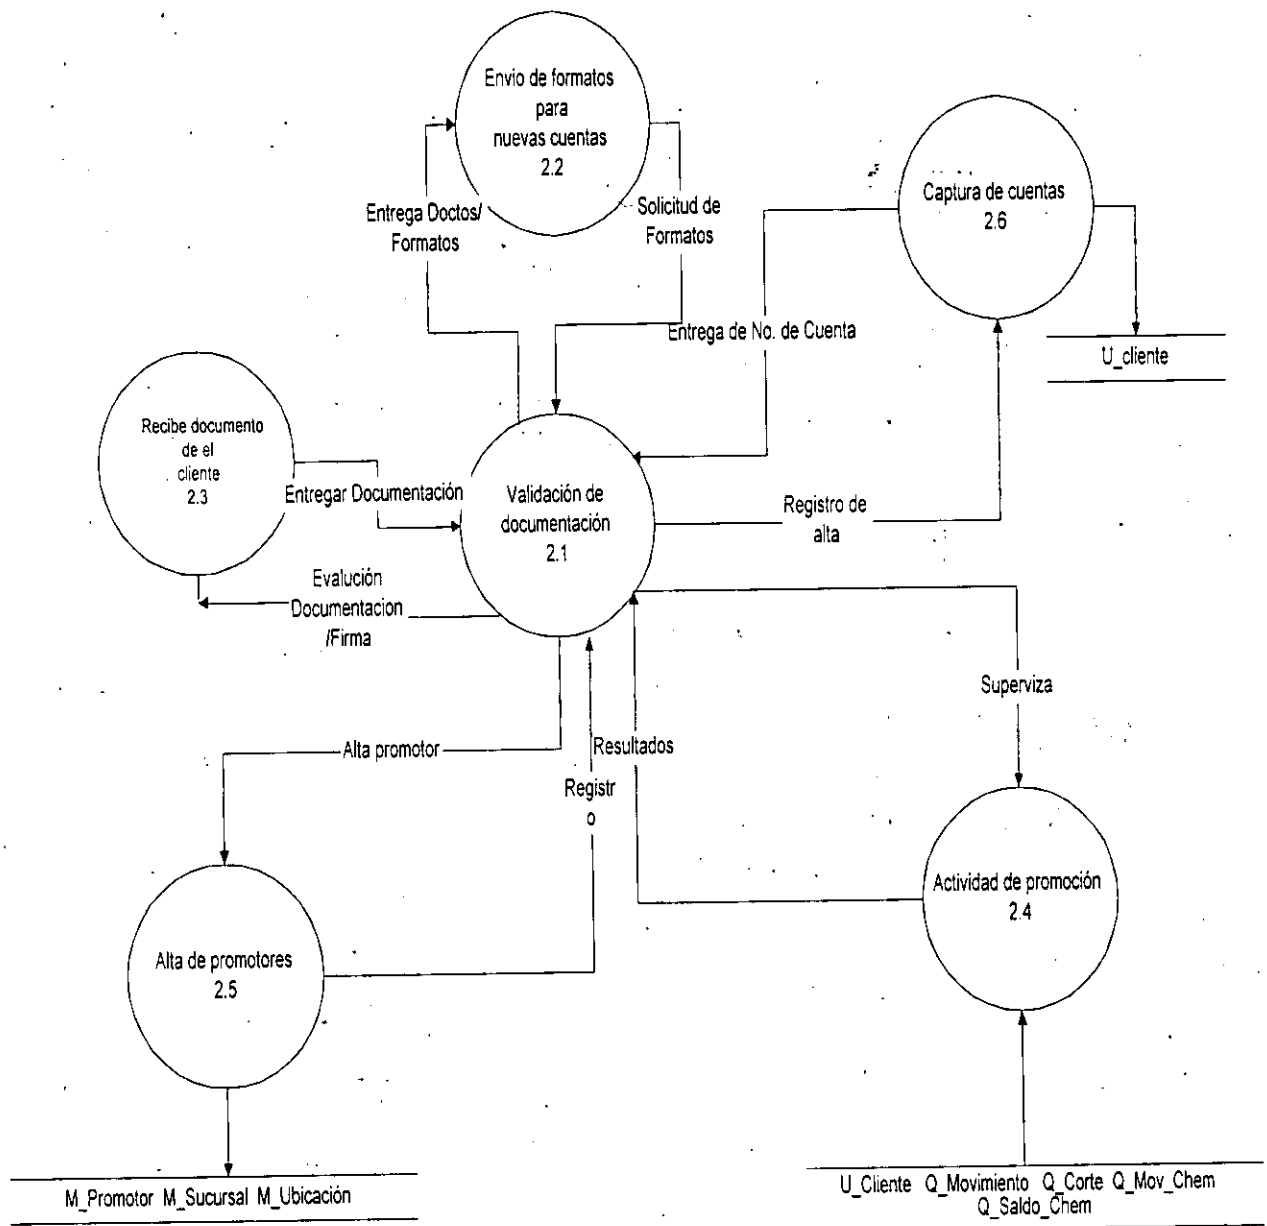 Envio de formatos
para
nuevas cuentas
2.2
Entrega Doctos/
Formatos
Solicitud de
Formatos
Captura de cuentas
2.6
Entrega de No. de Cuenta
U_cliente
Recibe documento
de el
cliente
2.3
Entregar Documentación
Validación de
documentación
2.1
Registro de
alta
Evalución
Documentacion
/Firma
Superviza
Alta promotor
Resultados
Registr
o
Actividad de promoción
2.4
Alta de promotores
2.5
M_Promotor M_Sucursal M_Ubicación
U_Cliente Q_Movimiento Q_Corte Q_Mov_Chem
Q_Saldo_Chem